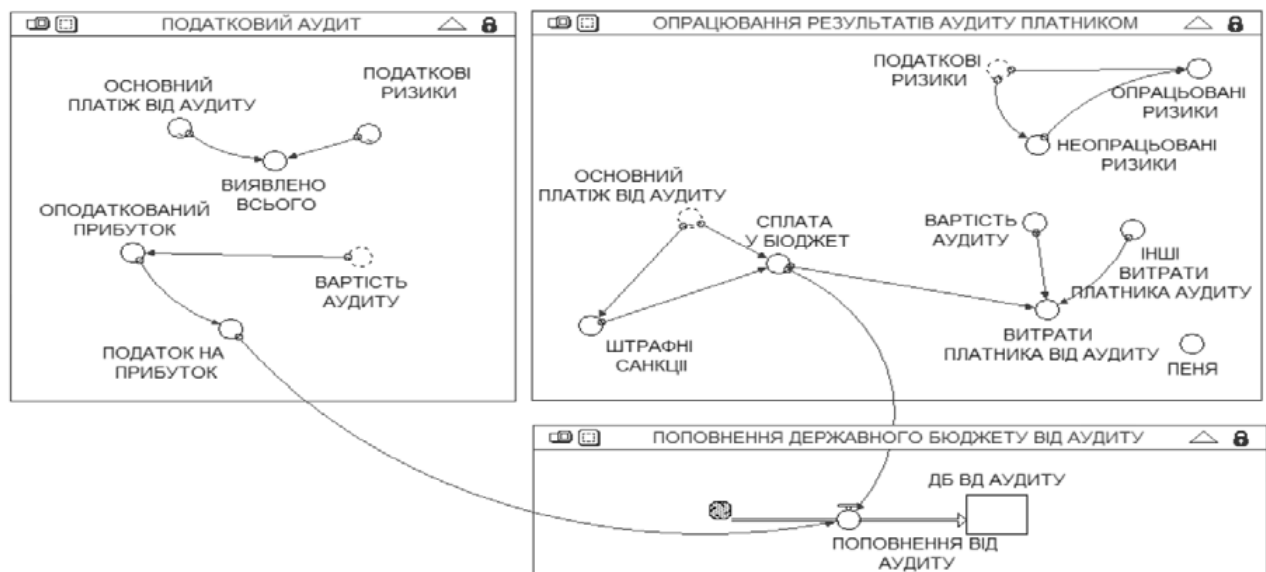 ПОДАТКОВИЙ АУДИТ
ОСНОВНИЙ
ПЛАТІЖ ВІД АУДИТУ
ПОДАТКОВІ
РИЗИКИ
ВИЯВЛЕНО
ВСЬОГО
ОПОДАТКОВАНИЙ
ПРИБУТОК
ВАРТІСТЬ
АУДИТУ
ПОДАТОК НА
ПРИБУТОК
ОПРАЦЮВАННЯ РЕЗУЛЬТАТІВ АУДИТУ ПЛАТНИКОМ
ПОДАТКОВІ
РИЗИКИ
ОПРАЦЬОВАНІ
РИЗИКИ
НЕОПРАЦЬОВАНІ
РИЗИКИ
ОСНОВНИЙ
ПЛАТІЖ ВІД АУДИТУ
СПЛАТА
У БЮДЖЕТ
ВАРТІСТЬ
АУДИТУ
ІНШІ
ВИТРАТИ
ПЛАТНИКА АУДИТУ
ШТРАФНІ
САНКЦІЇ
ВИТРАТИ
ПЛАТНИКА ВІД АУДИТУ
ПЕНЯ
ПОПОВНЕННЯ ДЕРЖАВНОГО БЮДЖЕТУ ВІД АУДИТУ
ДБ ВД АУДИТУ
ПОПОВНЕННЯ ВІД
АУДИТУ